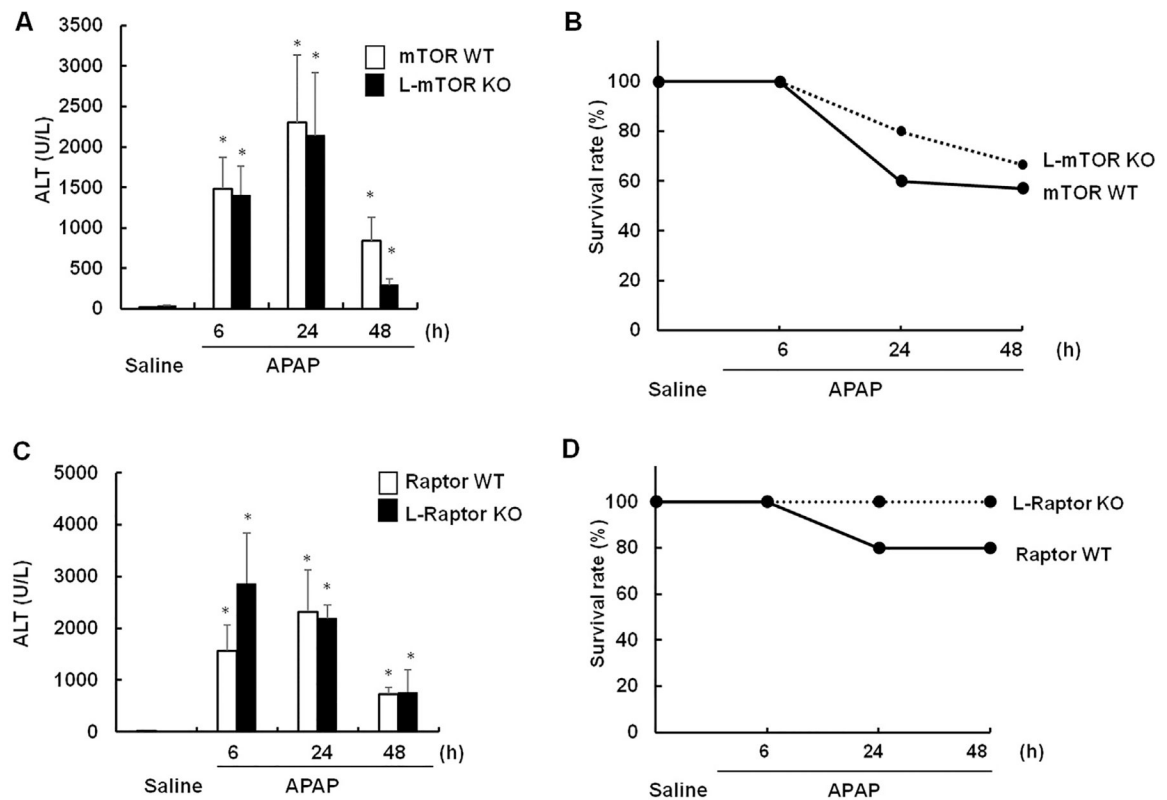 A
ALT (U/L)
3500
3000
2500
2000
1500
1000
500
0
* * * * * *
mTOR WT
L-mTOR KO
6 24 48 (h)
Saline APAP
B
Survival rate (%)
100
80
60
40
20
0
L-mTOR KO
mTOR WT
6 24 48 (h)
Saline APAP
C
ALT (U/L)
5000
4000
3000
2000
1000
0
* * * * * *
Raptor WT
L-Raptor KO
6 24 48 (h)
Saline APAP
D
Survival rate (%)
100
80
60
40
20
0
L-Raptor KO
Raptor WT
6 24 48 (h)
Saline APAP